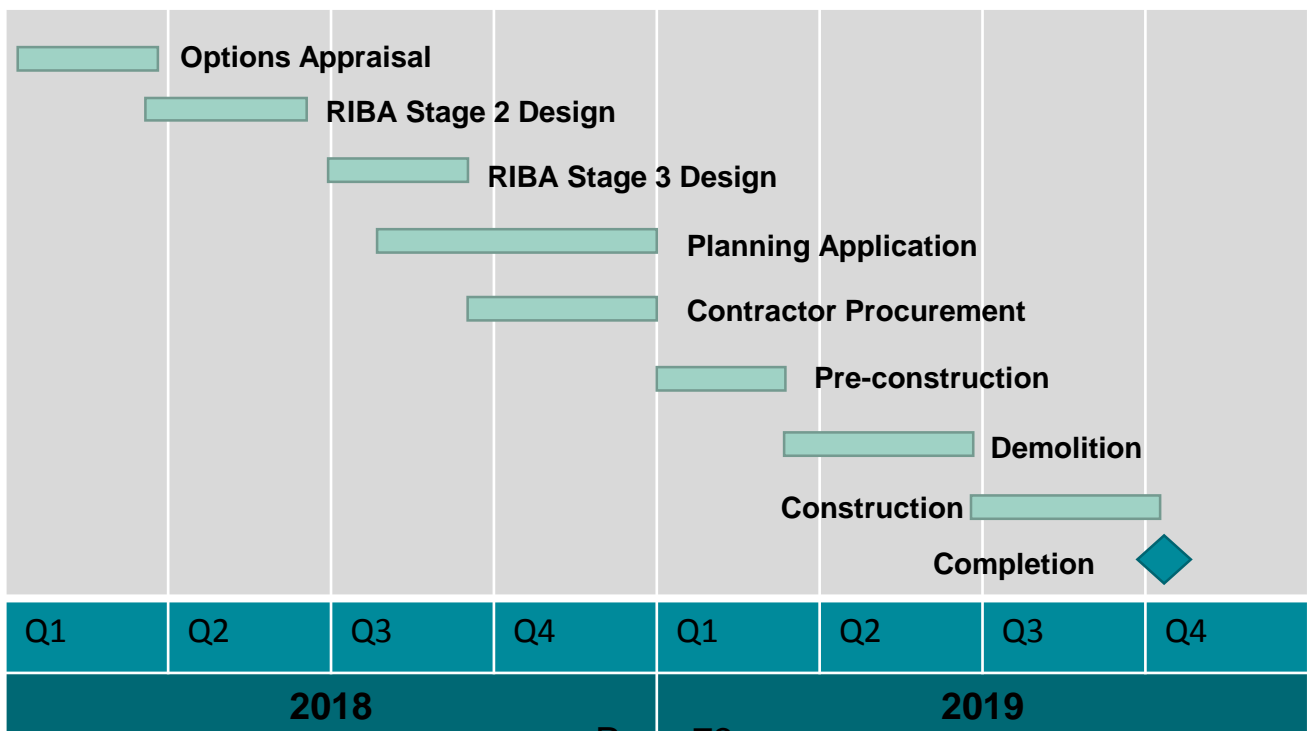 Options Appraisal
RIBA Stage 2 Design
RIBA Stage 3 Design
Planning Application
Contractor Procurement
Pre-construction
Demolition
Construction
Completion
Q1 Q2 Q3 Q4 Q1 Q2 Q3 Q4
2018 2019